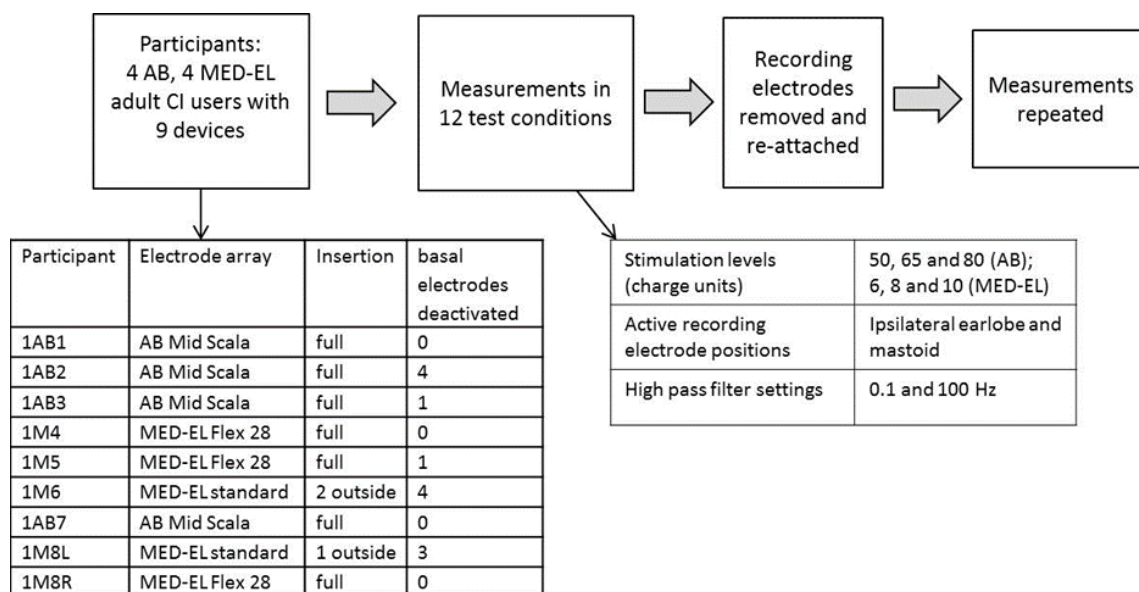 Participants:
4 AB, 4 MED-EL
adult CI users with
9 devices
Measurements in
12 test conditions
Recording
electrodes
removed and
re-attached
Measurements
repeated
Participant Electrode array Insertion basal
electrodes
deactivated
1AB1 AB Mid Scala full 0
1AB2 AB Mid Scala full 4
1AB3 AB Mid Scala full 1
1M4 MED-EL Flex 28 full 0
1M5 MED-EL Flex 28 full 1
1M6 MED-EL standard 2 outside 4
1AB7 AB Mid Scala full 0
1M8L MED-EL standard 1 outside 3
1M8R MED-EL Flex 28 full 0
Stimulation levels 50, 65 and 80 (AB);
(charge units) 6, 8 and 10 (MED-EL)
Active recording Ipsilateral earlobe and
electrode positions mastoid
High pass filter settings 0.1 and 100 Hz